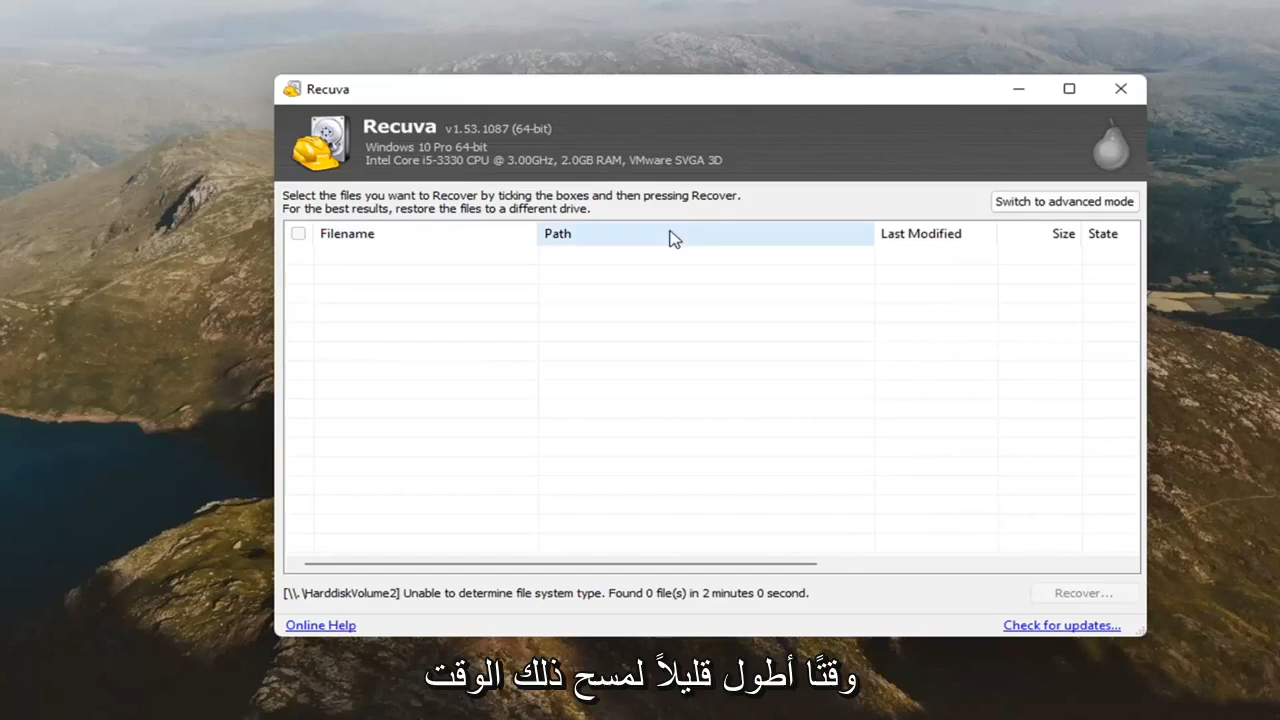 Recuva
Recuva v1.53.1087 (64-bit)
Windows 10 Pro 64-bit
Intel Core i5-3330 CPU @ 3.00GHz, 2.0GB RAM, VMware SVGA 3D
Select the files you want to Recover by ticking the boxes and then pressing Recover.
For the best results, restore the files to a different drive.
Switch to advanced mode
Filename Path Last Modified Size State
[\\.\HarddiskVolume2] Unable to determine file system type. Found 0 file(s) in 2 minutes 0 second.
Recover...
Online Help
Check for updates...
وقتًا أطول قليلاً لمسح ذلك الوقت